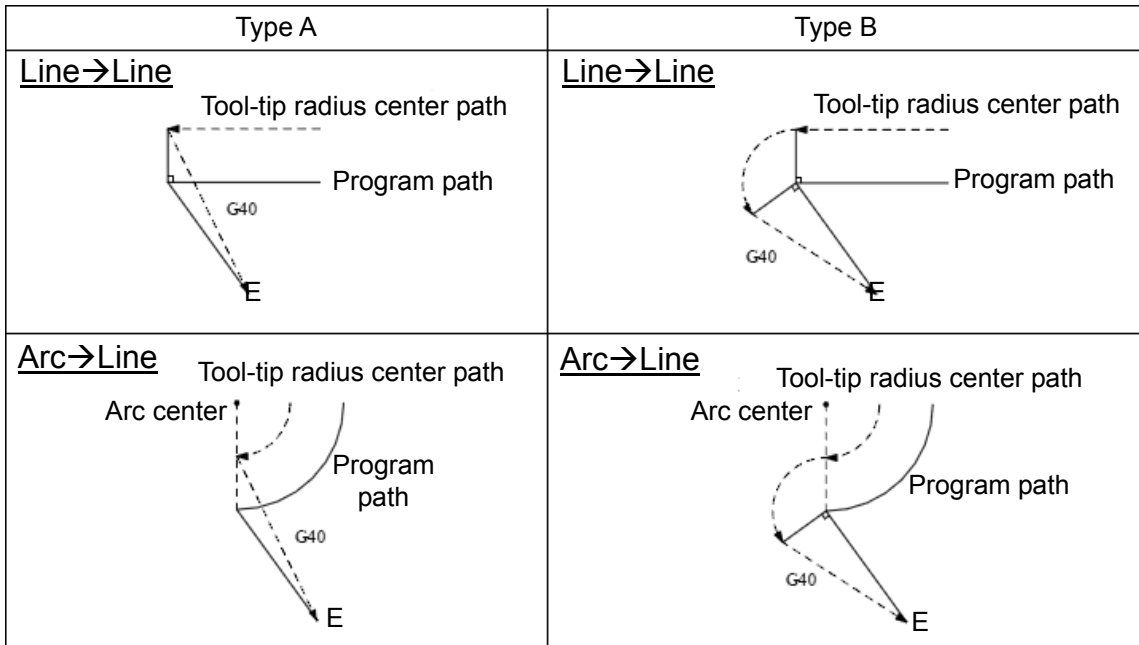 Type A
Type B
Line→Line
Tool-tip radius center path
Program path
G40
E
Line→Line
Tool-tip radius center path
Program path
G40
E
Arc→Line
Tool-tip radius center path
Arc center
Program
path
G40
E
Arc→Line
Tool-tip radius center path
Arc center
Program path
G40
E